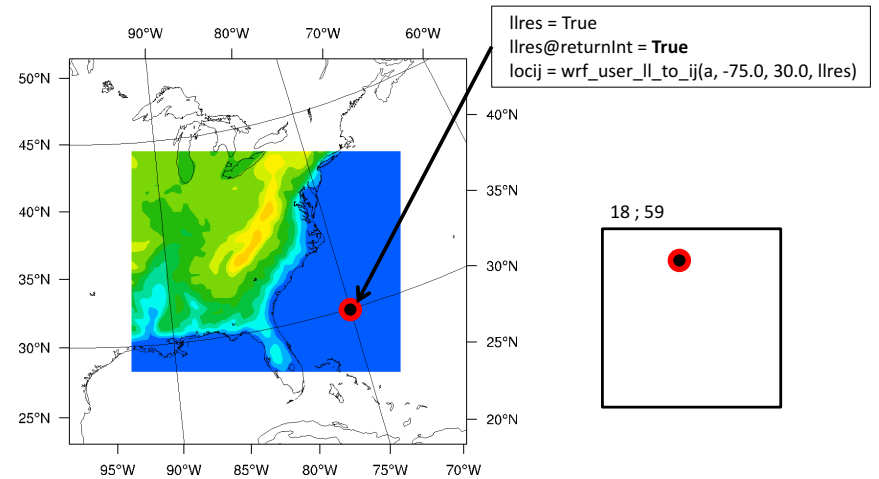 llres = True
llres@returnInt = True
locij = wrf_user_ll_to_ij(a, -75.0, 30.0, llres)
90°W 80°W 70°W 60°W
50°N
45°N
40°N
35°N
30°N
25°N
40°N
35°N
30°N
25°N
20°N
95°W 90°W 85°W 80°W 75°W 70°W
18 ; 59